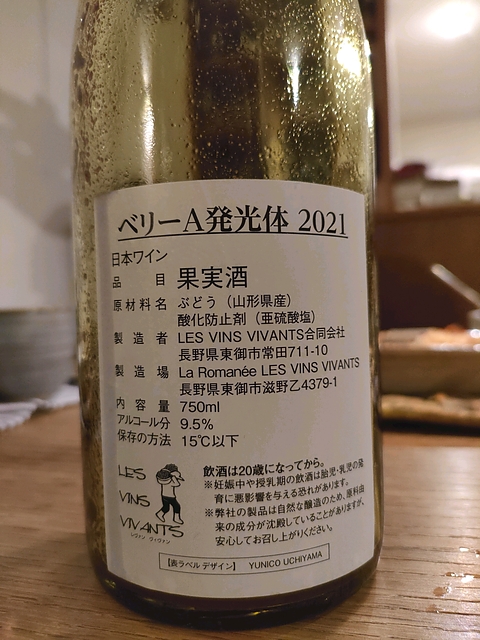 ベリーA発光体 2021
日本ワイン
品目 果実酒
原材料名 ぶどう（山形県産）
酸化防止剤（亜硫酸塩）
製造者 LES VINS VIVANTS合同会社
長野県東御市常田711-10
製造場 La Romanée LES VINS VIVANTS
長野県東御市滋野乙4379-1
内容量 750ml
アルコール分 9.5%
保存の方法 15℃以下
LES
VINS
VIVANTS
レヴァン ヴィヴァン
飲酒は20歳になってから。
※妊娠中や授乳期の飲酒は胎児・乳児の発
育に悪影響を与える恐れがあります。
※弊社の製品は自然な醸造のため、原料由
来の成分が沈殿していることがありますが、
安心してお召し上がりください。
【表ラベルデザイン】 YUNICO UCHIYAMA